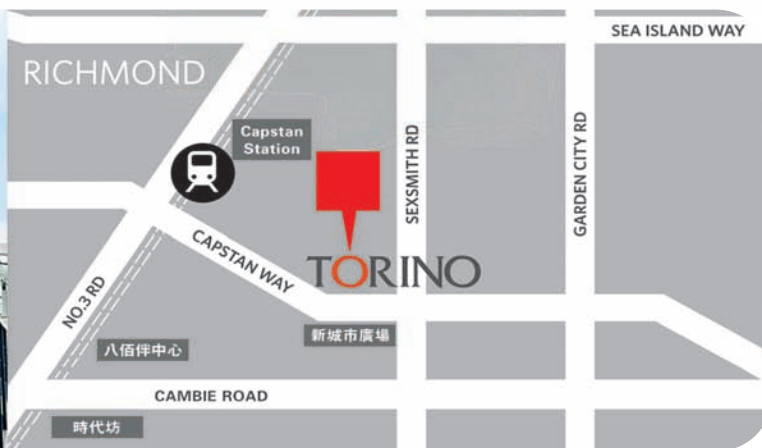 SEA ISLAND WAY
RICHMOND
Capstan
Station
SEXSMITH RD
GARDEN CITY RD
CAPSTAN WAY
TORINO
NO.3 RD
新城市廣場
八佰伴中心
CAMBIE ROAD
時代坊